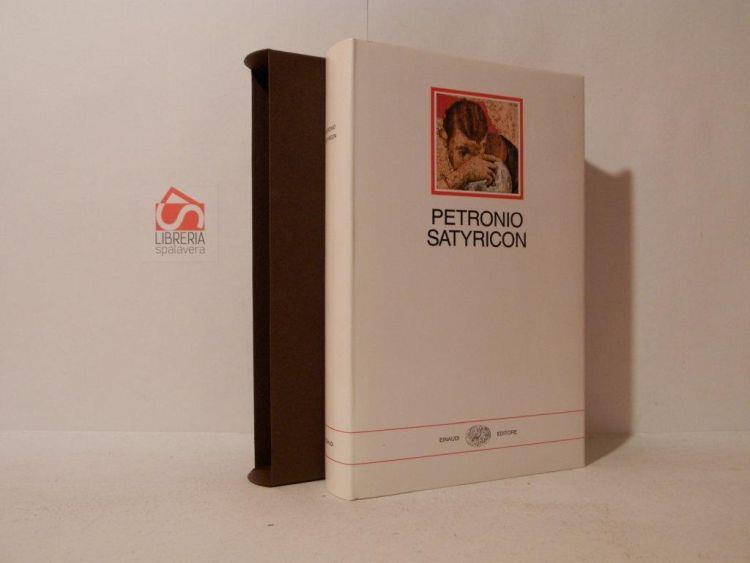 LIBRERIA
spalavera
PETRONIO
SATYRICON
EINAUDI EDITORE